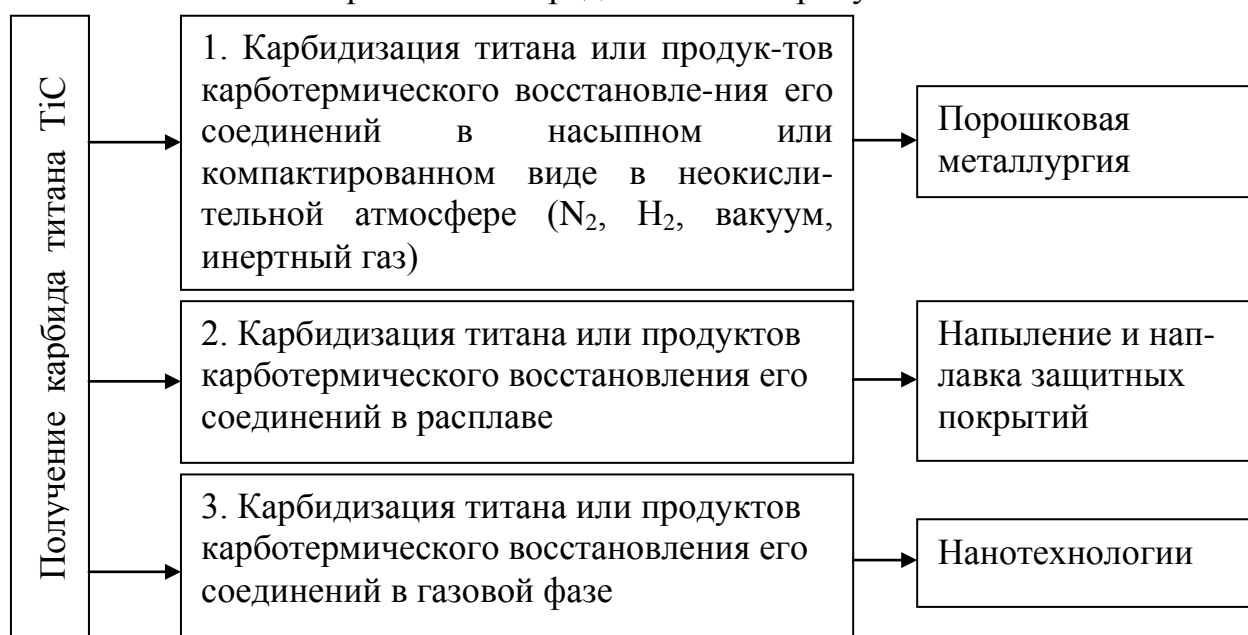 Получение карбида титана TiC
1. Карбидизация титана или продук-тов
карботермического восстановле-ния его
соединений в насыпном или
компактированном виде в неокисли-
тельной атмосфере (N₂, H₂, вакуум,
инертный газ)
Порошковая
металлургия
2. Карбидизация титана или продуктов
карботермического восстановления его
соединений в расплаве
Напыление и нап-
лавка защитных
покрытий
3. Карбидизация титана или продуктов
карботермического восстановления его
соединений в газовой фазе
Нанотехнологии